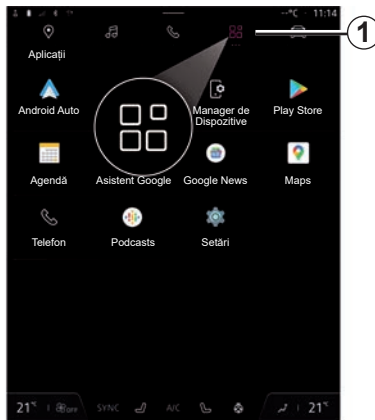 --°C 11:14
1
Aplicații
Android Auto
Manager de
Dispozitive
Play Store
Agendă
Asistent Google
Google News
Maps
Telefon
Podcasts
Setări
21°C
OFF
SYNC
A/C
21°C